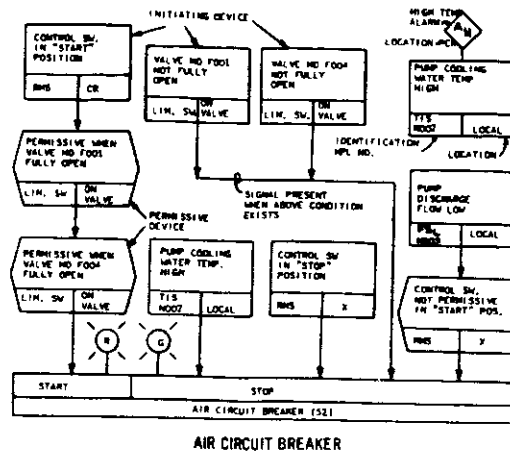 INITIATING DEVICE
HIGH TEMP
ALARM
LOCATION
CONTROL SW.
IN "START"
POSITION
RMS CR
VALVE NO F001
NOT FULLY
OPEN
LIM. SW. ON VALVE
VALVE NO F004
NOT FULLY
OPEN
LIM. SW. ON VALVE
PUMP COOLING
WATER TEMP
HIGH
TIS
N007 LOCAL
IDENTIFICATION
MPL NO.
LOCATION
PERMISSIVE WHEN
VALVE NO F001
FULLY OPEN
LIM. SW ON VALVE
SIGNAL PRESENT
WHEN ABOVE CONDITION
EXISTS
PERMISSIVE
DEVICE
PUMP
DISCHARGE
FLOW LOW
LOCAL
PERMISSIVE WHEN
VALVE NO F004
FULLY OPEN
LIM. SW ON VALVE
PUMP COOLING
WATER TEMP.
HIGH
TIS
N007 LOCAL
CONTROL SW
IN "STOP"
POSITION
RMS X
CONTROL SW.
NOT PERMISSIVE
IN "START" POS.
RMS X
R G
START STOP
AIR CIRCUIT BREAKER (52)
AIR CIRCUIT BREAKER